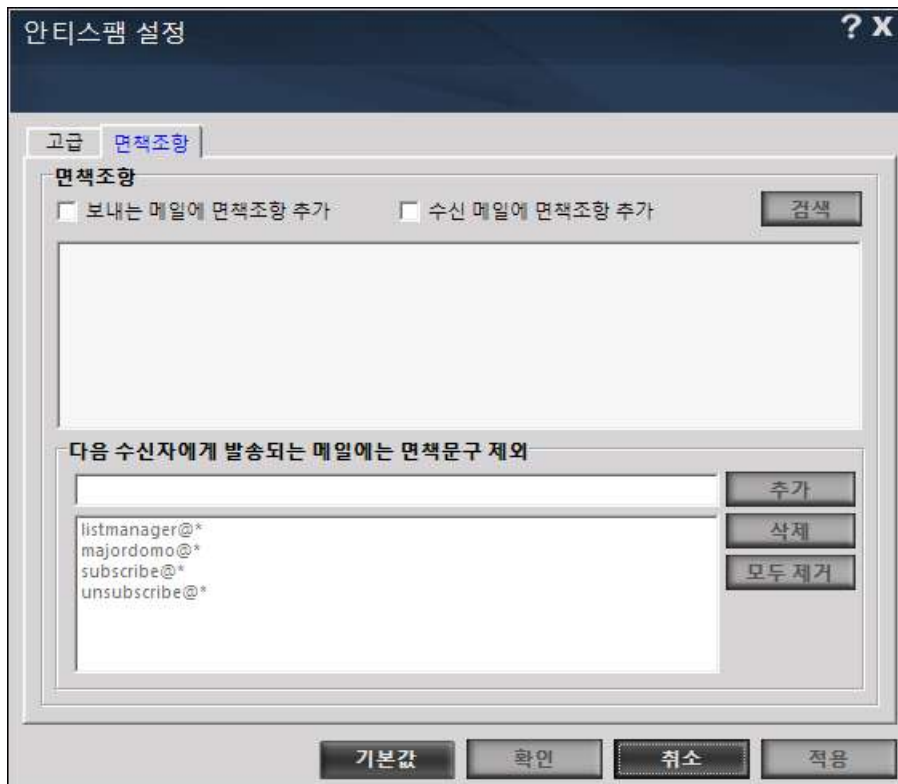 안티스팸 설정
? X
고급 면책조항
면책조항
보내는 메일에 면책조항 추가 수신 메일에 면책조항 추가 검색
다음 수신자에게 발송되는 메일에는 면책문구 제외
추가
listmanager@*
majordomo@*
subscribe@*
unsubscribe@*
삭제
모두 제거
기본값 확인 취소 적용